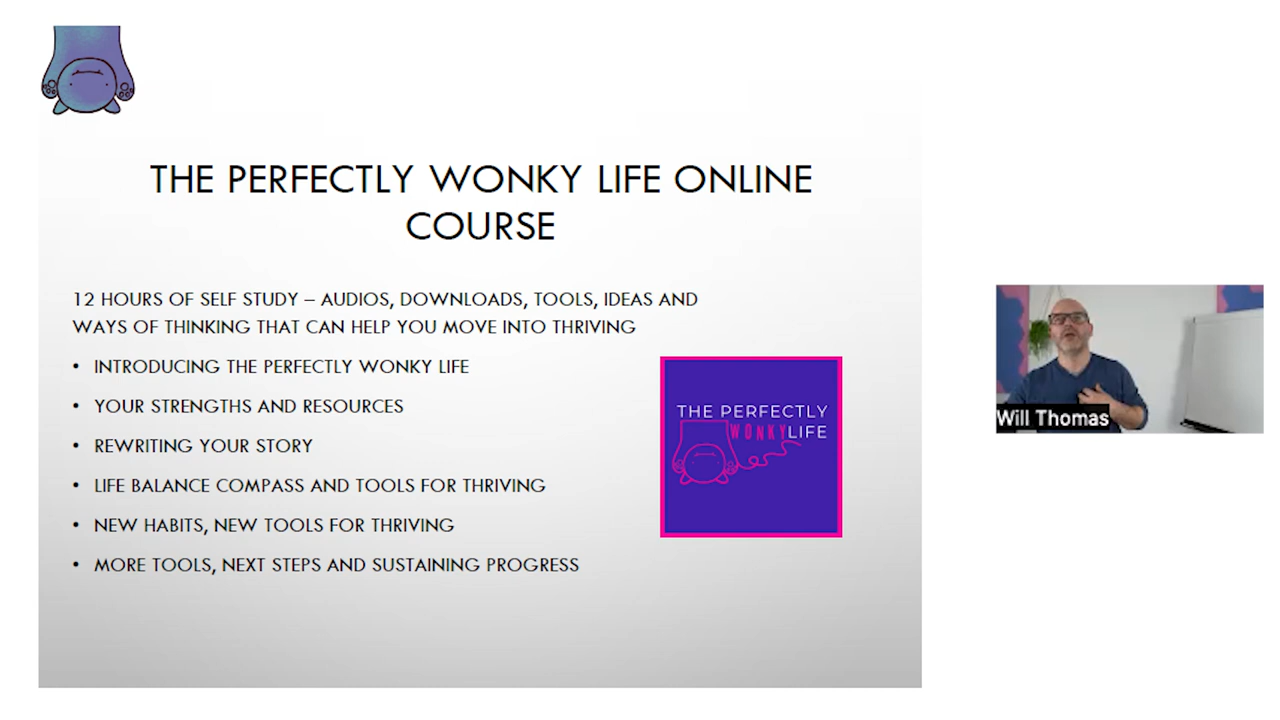 THE PERFECTLY WONKY LIFE ONLINE
COURSE
12 HOURS OF SELF STUDY – AUDIOS, DOWNLOADS, TOOLS, IDEAS AND
WAYS OF THINKING THAT CAN HELP YOU MOVE INTO THRIVING
• INTRODUCING THE PERFECTLY WONKY LIFE
• YOUR STRENGTHS AND RESOURCES
• REWRITING YOUR STORY
• LIFE BALANCE COMPASS AND TOOLS FOR THRIVING
• NEW HABITS, NEW TOOLS FOR THRIVING
• MORE TOOLS, NEXT STEPS AND SUSTAINING PROGRESS
THE PERFECTLY
WONKY LIFE
Will Thomas